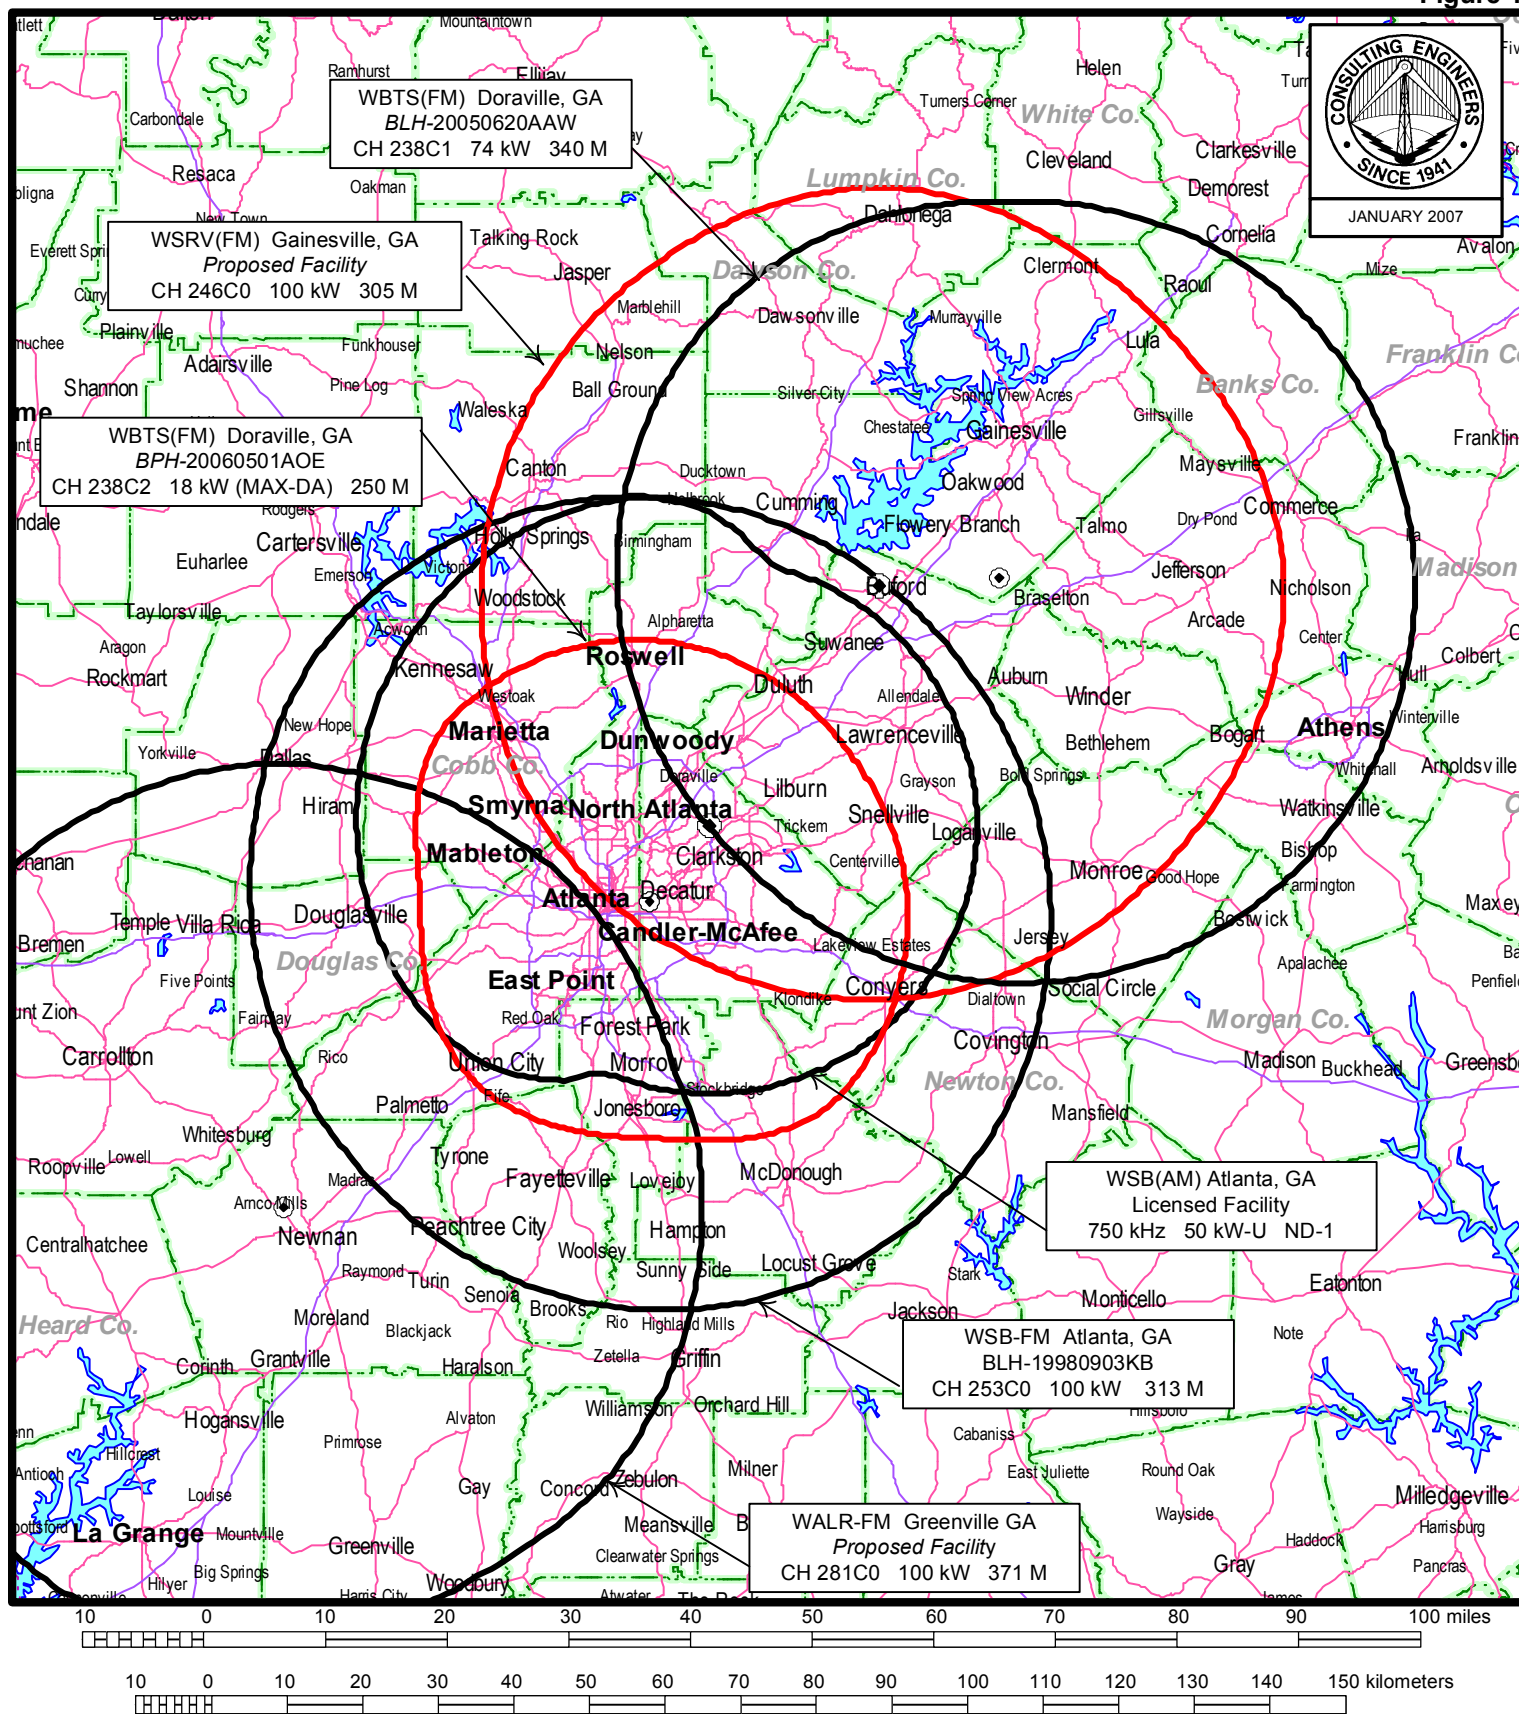 Mountaintown
Ramhurst
Ellijay
Helen
Carbondale
Turners Corner
White Co.
CONSULTING ENGINEERS
SINCE 1941
JANUARY 2007
WBTS(FM) Doraville, GA
BLH-20050620AAW
CH 238C1 74 kW 340 M
Resaca
Oakman
Cleveland
Clarkesville
Lumpkin Co.
Demorest
New Town
Dahlonega
WSRV(FM) Gainesville, GA
Proposed Facility
CH 246C0 100 kW 305 M
Talking Rock
Jasper
Dawson Co.
Clermont
Cornelia
Avalon
Mize
Raoul
Marblehill
Dawsonville
Murrayville
Plainville
Adairsville
Funkhouser
Nelson
Lula
Franklin Co
Shannon
Pine Log
Ball Ground
Silver City
Spring View Acres
Banks Co.
Waleska
Chestatee
Gainesville
Gillsville
Franklin
WBTS(FM) Doraville, GA
BPH-20060501AOE
CH 238C2 18 kW (MAX-DA) 250 M
Canton
Ducktown
Maysville
Holbrook
Cumming
Oakwood
Commerce
Rodgers
Cartersville
Holly Springs
Birmingham
Flowery Branch
Talmo
Dry Pond
Ila
Euharlee
Emerson
Victoria
Buford
Jefferson
Nicholson
Madison
Taylorsville
Woodstock
Braselton
Acworth
Alpharetta
Suwanee
Arcade
Center
Aragon
Rockmart
Kennesaw
Roswell
Colbert
Hull
Westoak
Duluth
Allendale
Auburn
Winder
New Hope
Marietta
Dunwoody
Lawrenceville
Bethlehem
Bogart
Athens
Winterville
Yorkville
Dallas
Cobb Co.
Doraville
Grayson
Bold Springs
Whitehall
Arnoldsville
Hiram
Smyrna
North Atlanta
Lilburn
Trickem
Snellville
Loganville
Watkinsville
Mableton
Clarkston
Centerville
Monroe
Good Hope
Bishop
Farmington
Atlanta
Decatur
Temple
Villa Rica
Douglasville
Candler-McAfee
Lakeview Estates
Jersey
Bostwick
Maxey
Bremen
Douglas Co.
Apalachee
Five Points
East Point
Conyers
Klondike
Dialtown
Social Circle
Penfield
Fairplay
Red Oak
Forest Park
Morgan Co.
Carrollton
Rico
Union City
Morrow
Covington
Madison
Buckhead
Newton Co.
Stockbridge
Fife
Palmetto
Jonesboro
Mansfield
Whitesburg
Roopville
Lowell
Tyrone
Fayetteville
Lovejoy
McDonough
WSB(AM) Atlanta, GA
Licensed Facility
750 kHz 50 kW-U ND-1
Madras
Amco Mills
Newnan
Peachtree City
Hampton
Centralhatchee
Woolsey
Sunny Side
Locust Grove
Stark
Raymond
Turin
Senoia
Brooks
Monticello
Eatonton
Moreland
Blackjack
Rio
Highland Mills
Jackson
Heard Co.
Note
WSB-FM Atlanta, GA
BLH-19980903KB
CH 253C0 100 kW 313 M
Corinth
Grantville
Haralson
Zetella
Griffin
Williamson
Orchard Hill
Hillsboro
Hogansville
Alvaton
Primrose
Cabaniss
Hillcrest
Antioch
Gay
Concord
Zebulon
Milner
East Juliette
Round Oak
Louise
Milledgeville
Meansville
Wayside
Harrisburg
La Grange
Mountville
Greenville
WALR-FM Greenville GA
Proposed Facility
CH 281C0 100 kW 371 M
Haddock
Clearwater Springs
Gray
Pancras
Big Springs
Hilyer
Woodbury
Harris City
Atwater
The Rock
James
10 0 10 20 30 40 50 60 70 80 90 100 miles
10 0 10 20 30 40 50 60 70 80 90 100 110 120 130 140 150 kilometers